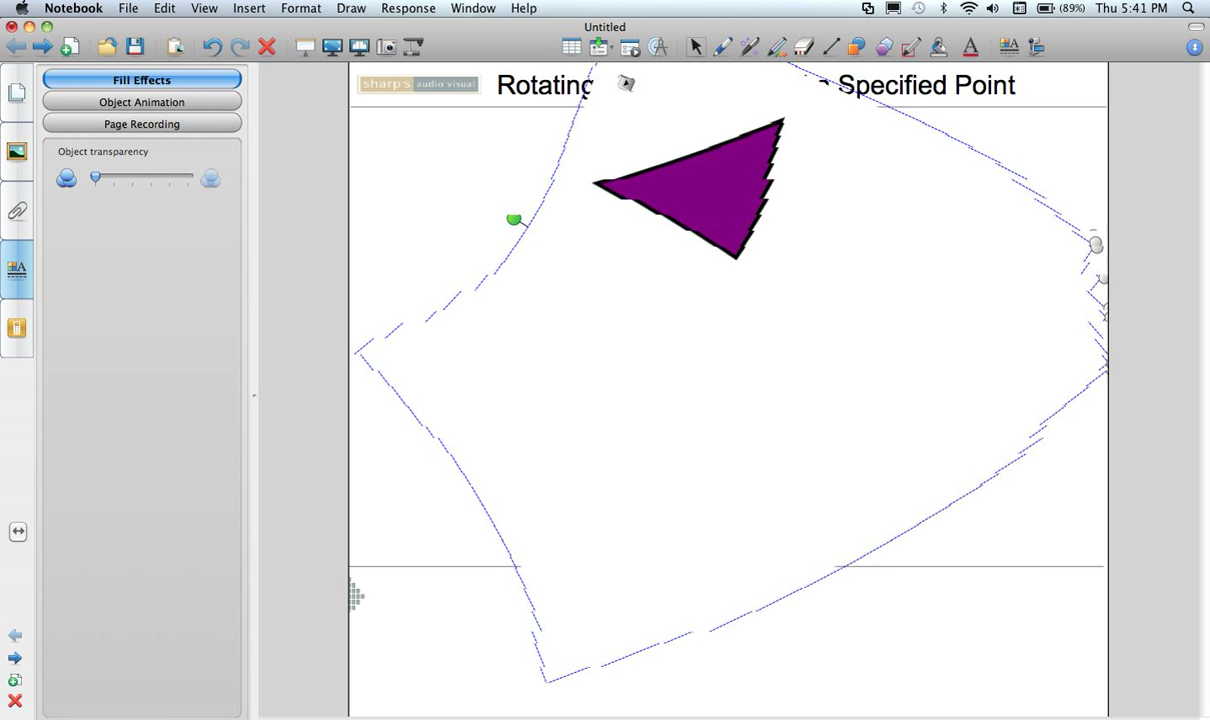 Notebook File Edit View Insert Format Draw Response Window Help (89%) Thu 5:41 PM
Untitled
Fill Effects
Object Animation
Page Recording
Object transparency
sharp's audio visual
Rotating Specified Point